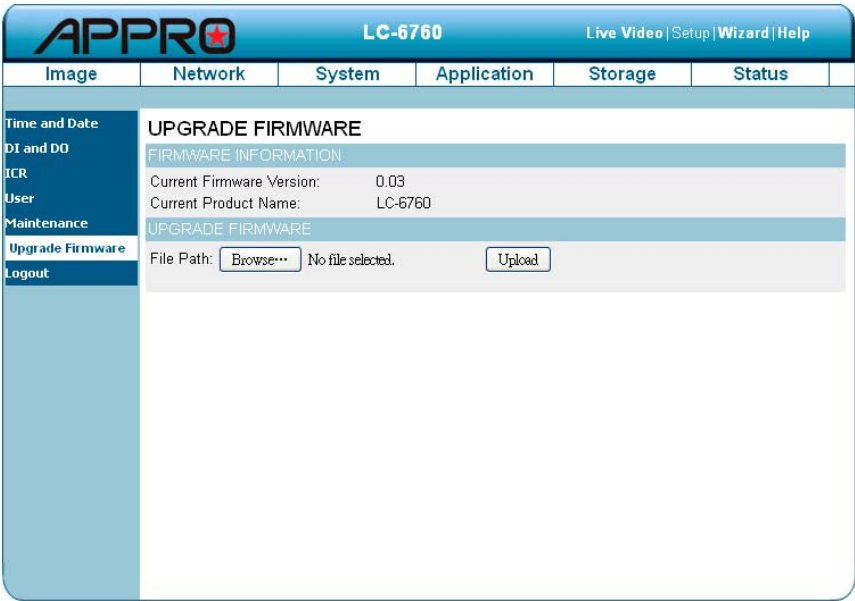 APPRO LC-6760 Live Video | Setup | Wizard | Help
Image Network System Application Storage Status
Time and Date
DI and DO
ICR
User
Maintenance
Upgrade Firmware
Logout
UPGRADE FIRMWARE
FIRMWARE INFORMATION
Current Firmware Version: 0.03
Current Product Name: LC-6760
UPGRADE FIRMWARE
File Path: Browse··· No file selected. Upload